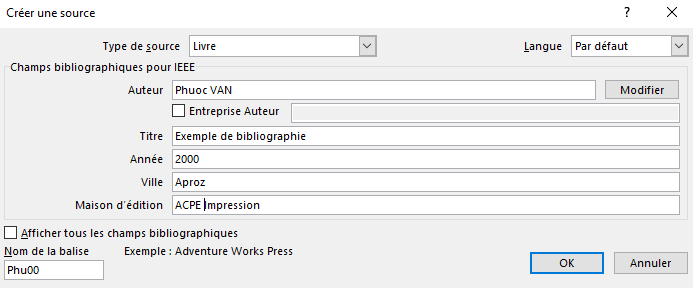 Créer une source ?
Type de source Livre Langue Par défaut
Champs bibliographiques pour IEEE
Auteur Phuoc VAN Modifier
Entreprise Auteur
Titre Exemple de bibliographie
Année 2000
Ville Aproz
Maison d'édition ACPE Impression
Afficher tous les champs bibliographiques
Nom de la balise Exemple : Adventure Works Press
Phu00 OK Annuler